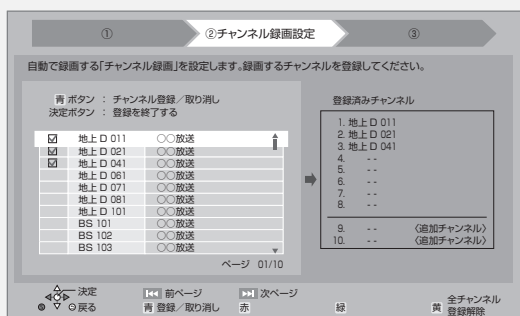 ①
②チャンネル録画設定
③
自動で録画する「チャンネル録画」を設定します。録画するチャンネルを登録してください。
青 ボタン : チャンネル登録/取り消し
決定ボタン : 登録を終了する
地上 D 011 ○○放送
地上 D 021 ○○放送
地上 D 041 ○○放送
地上 D 061 ○○放送
地上 D 071 ○○放送
地上 D 081 ○○放送
地上 D 101 ○○放送
BS 101 ○○放送
BS 102 ○○放送
BS 103 ○○放送
ページ 01/10
登録済みチャンネル
1. 地上 D 011
2. 地上 D 021
3. 地上 D 041
4. - -
5. - -
6. - -
7. - -
8. - -
9. - - 〈追加チャンネル〉
10. - - 〈追加チャンネル〉
決定
戻る
前ページ
次ページ
青 登録/取り消し
赤
緑
黄 全チャンネル
登録解除